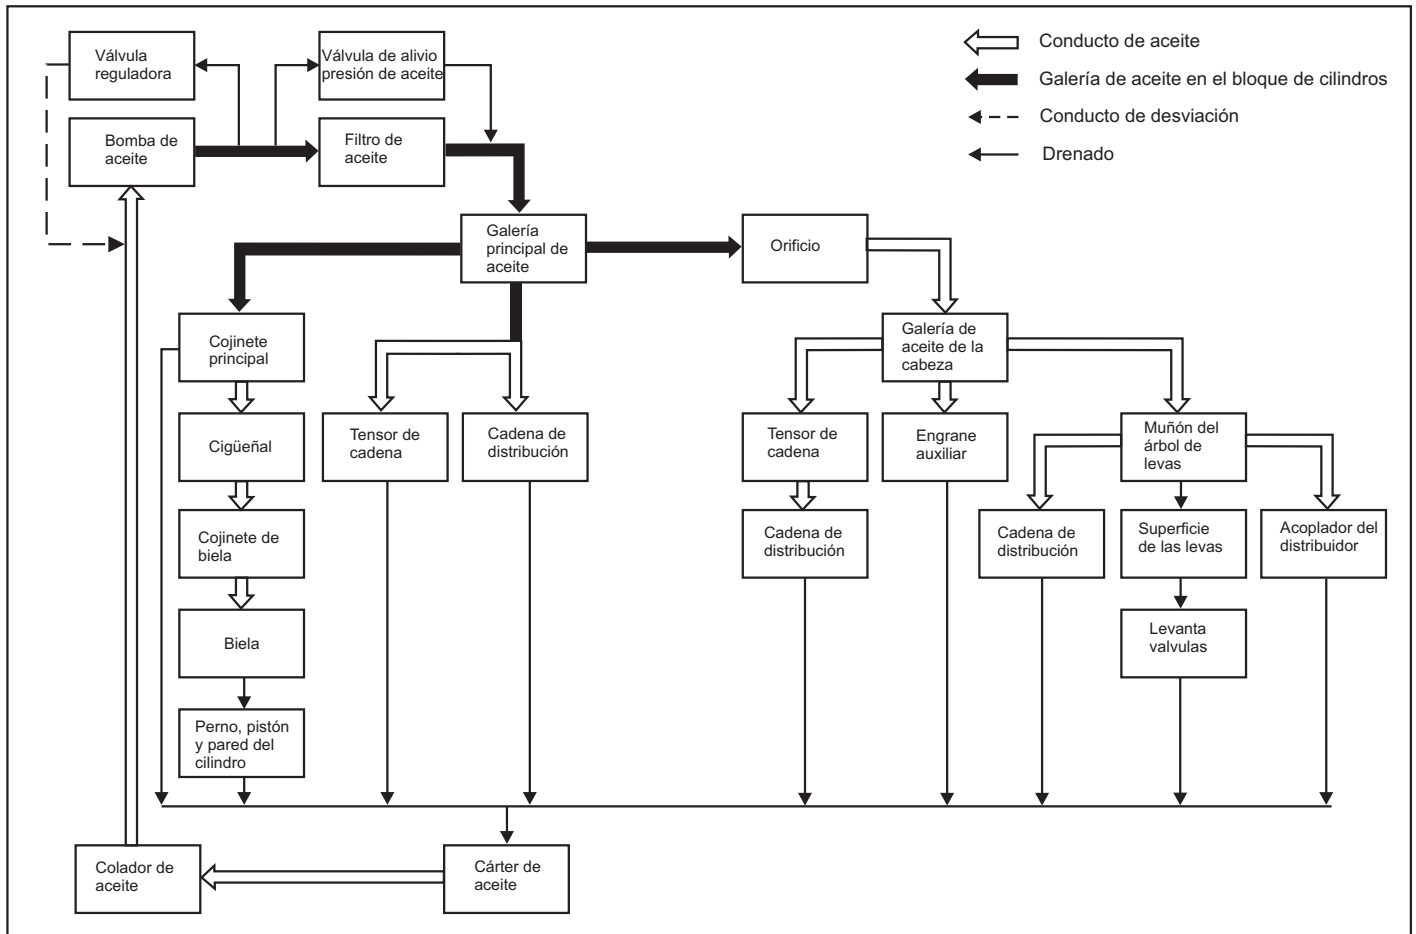 Válvula
reguladora
Válvula de alivio
presión de aceite
Conducto de aceite
Galería de aceite en el bloque de cilindros
Conducto de desviación
Drenado
Bomba de
aceite
Filtro de
aceite
Galería
principal de
aceite
Orificio
Cojinete
principal
Galería de
aceite de la
cabeza
Cigüeñal
Tensor de
cadena
Cadena de
distribución
Tensor de
cadena
Engrane
auxiliar
Muñón del
árbol de
levas
Cojinete de
biela
Cadena de
distribución
Cadena de
distribución
Superficie
de las levas
Acoplador del
distribuidor
Biela
Levanta
valvulas
Perno, pistón
y pared del
cilindro
Colador de
aceite
Cárter de
aceite